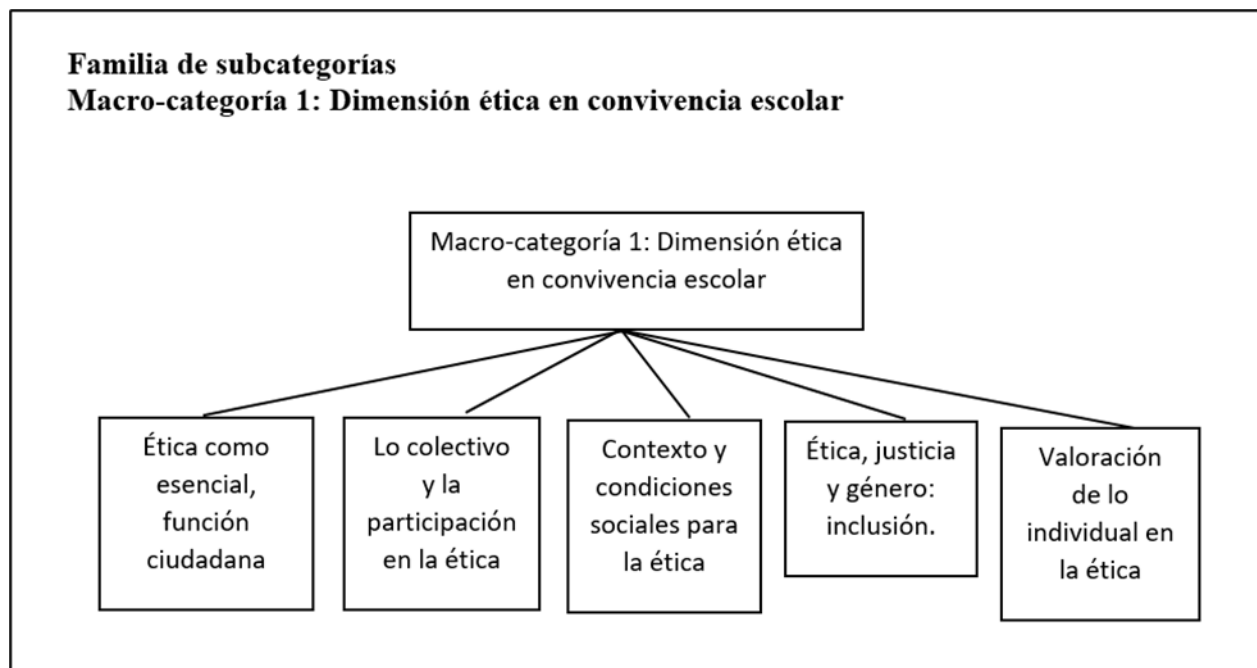 Familia de subcategorías
Macro-categoría 1: Dimensión ética en convivencia escolar
Macro-categoría 1: Dimensión ética
en convivencia escolar
Ética como
esencial,
función
ciudadana
Lo colectivo
y la
participación
en la ética
Contexto y
condiciones
sociales para
la ética
Ética, justicia
y género:
inclusión.
Valoración
de lo
individual en
la ética